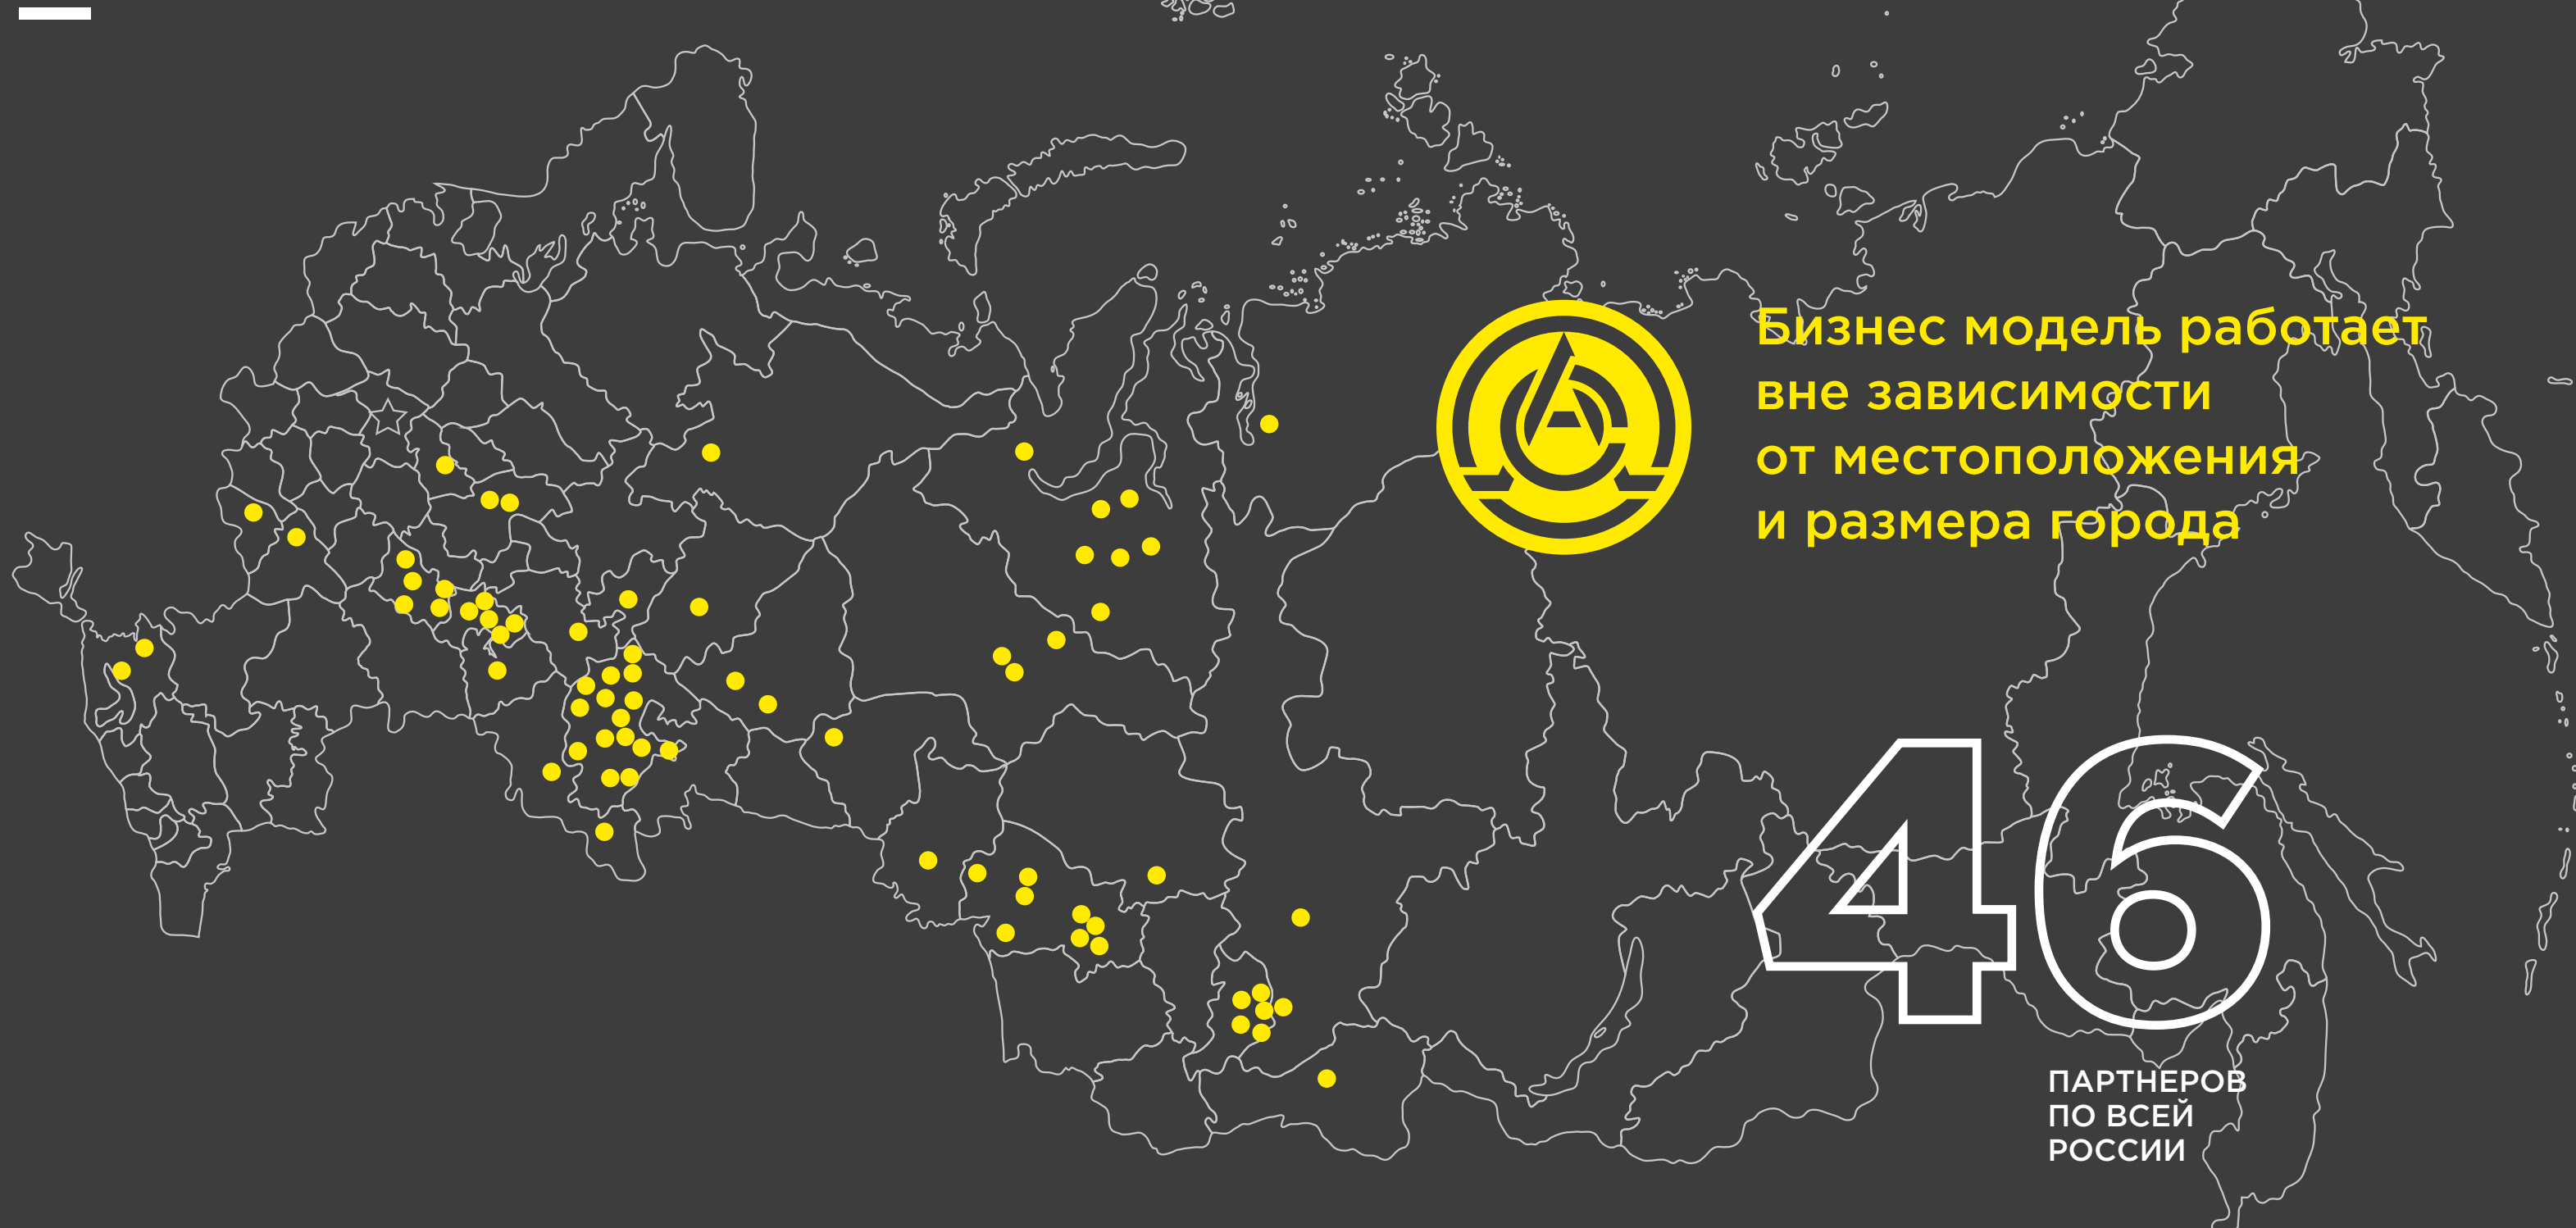 Бизнес модель работает
вне зависимости
от местоположения
и размера города
46
ПАРТНЕРОВ
ПО ВСЕЙ
РОССИИ